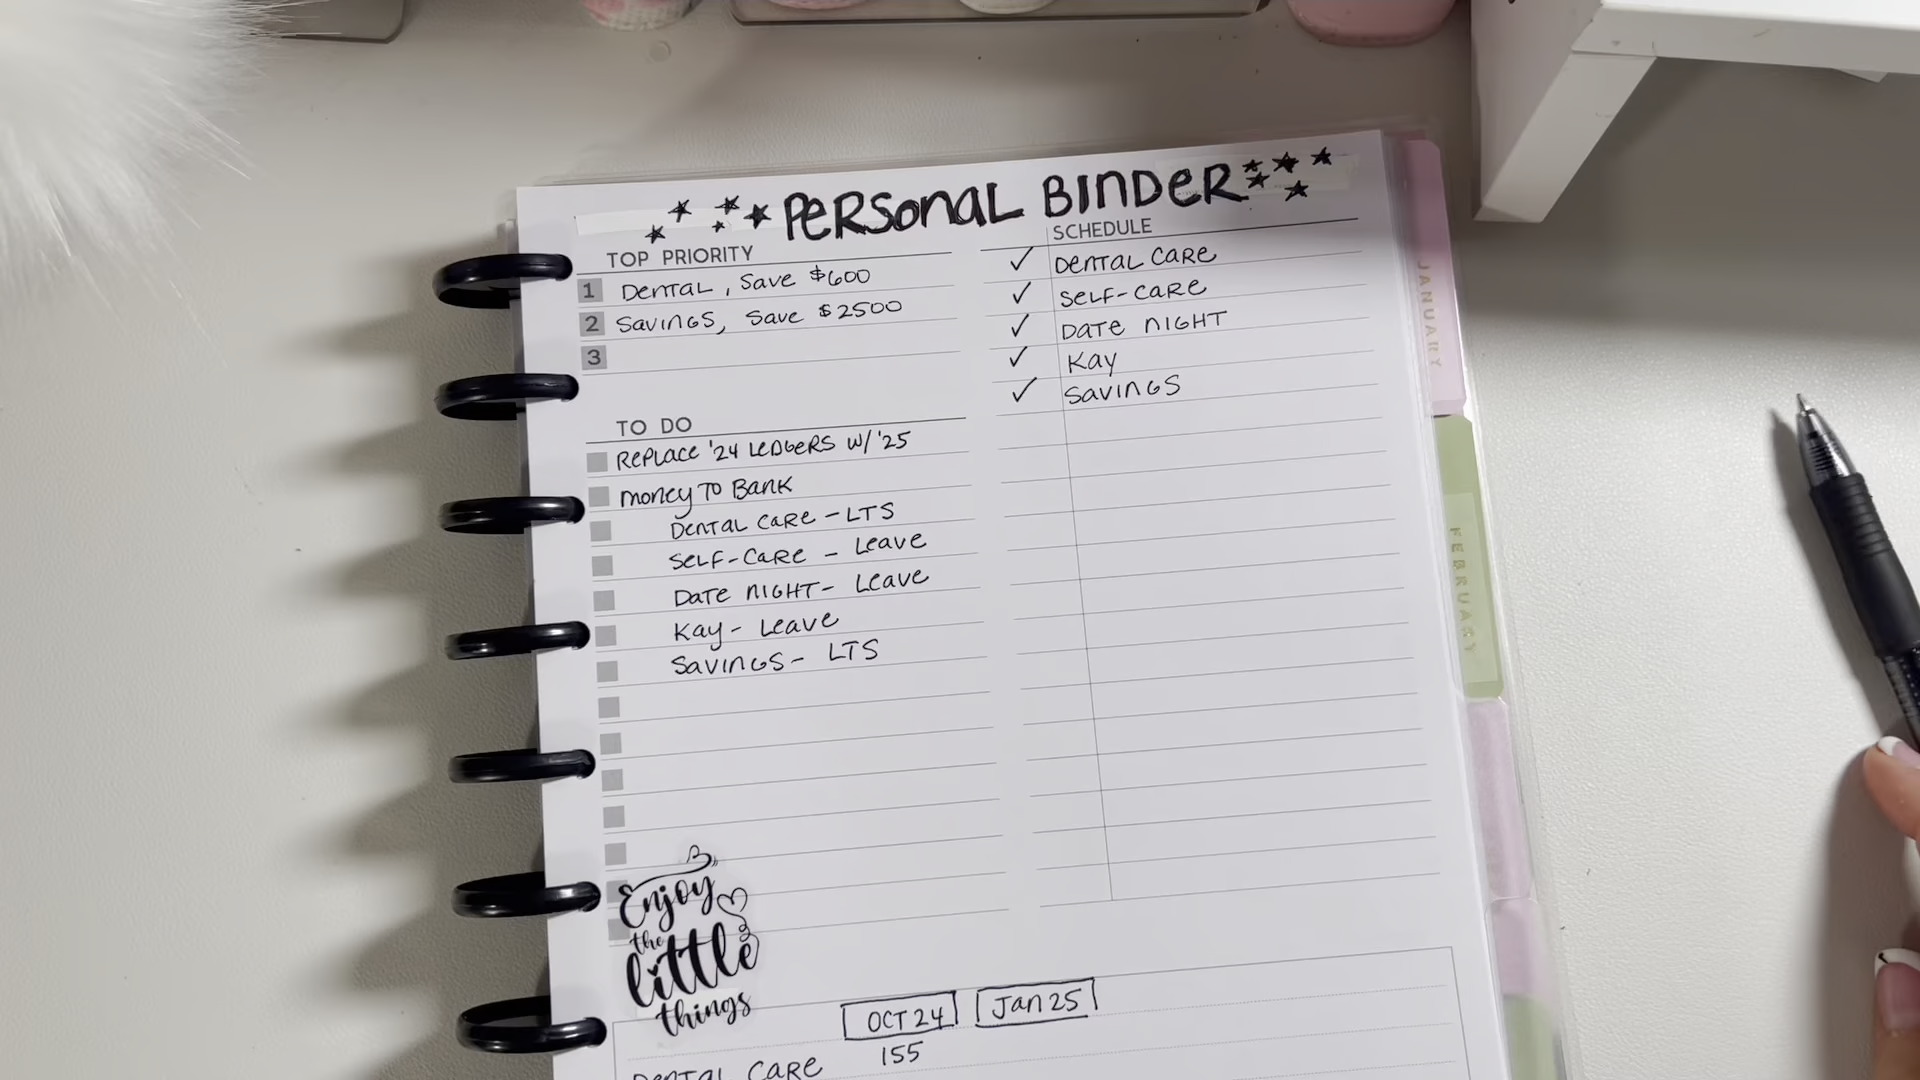 PERSONAL BINDER
TOP PRIORITY
1 DENTAL, SAVE $600
2 SAVINGS, SAVE $2500
3
TO DO
REPLACE '24 LEDGERS W/ '25
MONEY TO BANK
DENTAL CARE - LTS
SELF-CARE - LEAVE
DATE NIGHT - LEAVE
KAY - LEAVE
SAVINGS - LTS
SCHEDULE
✓ DENTAL CARE
✓ SELF-CARE
✓ DATE NIGHT
✓ KAY
✓ SAVINGS
Enjoy
the
little
things
OCT 24 Jan 25
DENTAL CARE 155
JANUARY
FEBRUARY